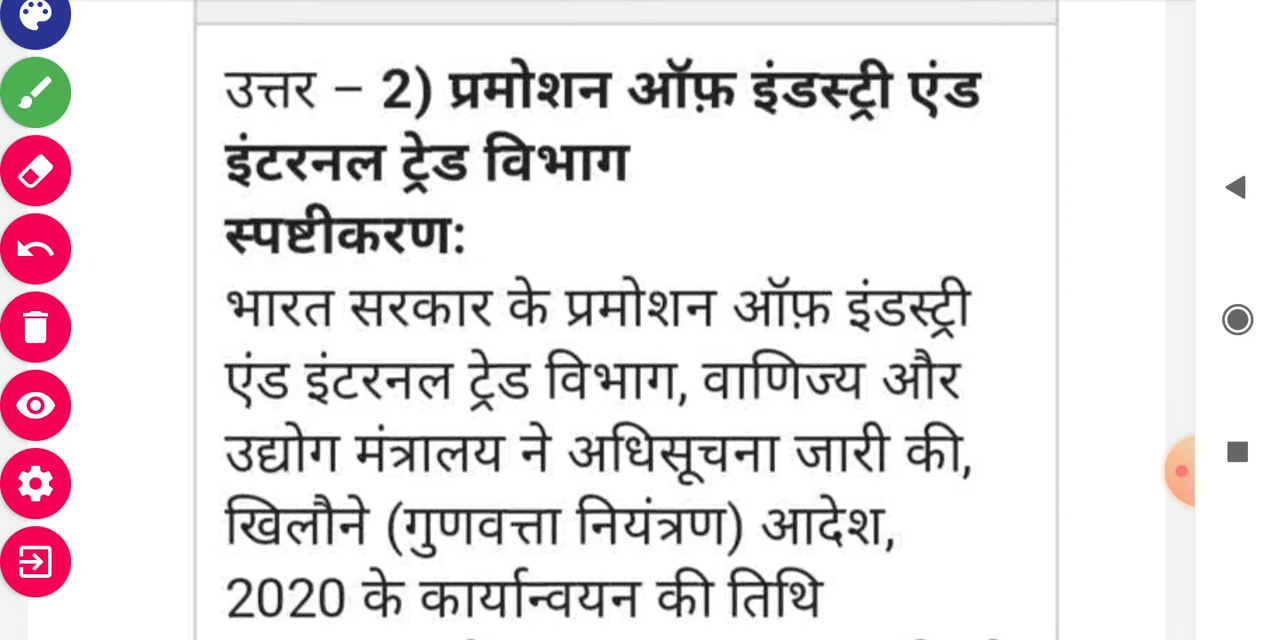 उत्तर – 2) प्रमोशन ऑफ़ इंडस्ट्री एंड
इंटरनल ट्रेड विभाग
स्पष्टीकरण:
भारत सरकार के प्रमोशन ऑफ़ इंडस्ट्री
एंड इंटरनल ट्रेड विभाग, वाणिज्य और
उद्योग मंत्रालय ने अधिसूचना जारी की,
खिलौने (गुणवत्ता नियंत्रण) आदेश,
2020 के कार्यान्वयन की तिथि